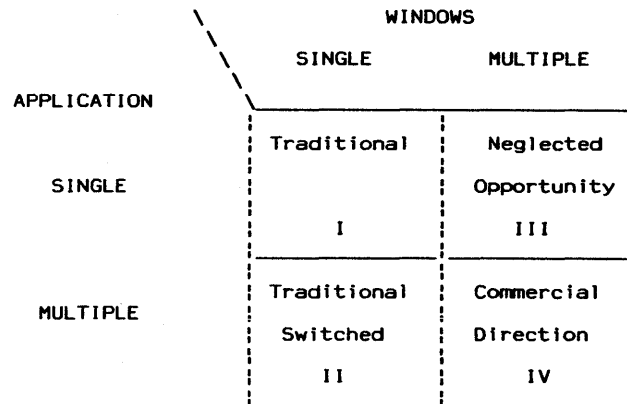 WINDOWS
SINGLE MULTIPLE
APPLICATION
Traditional Neglected
SINGLE Opportunity
I III
Traditional Commercial
MULTIPLE
Switched Direction
II IV